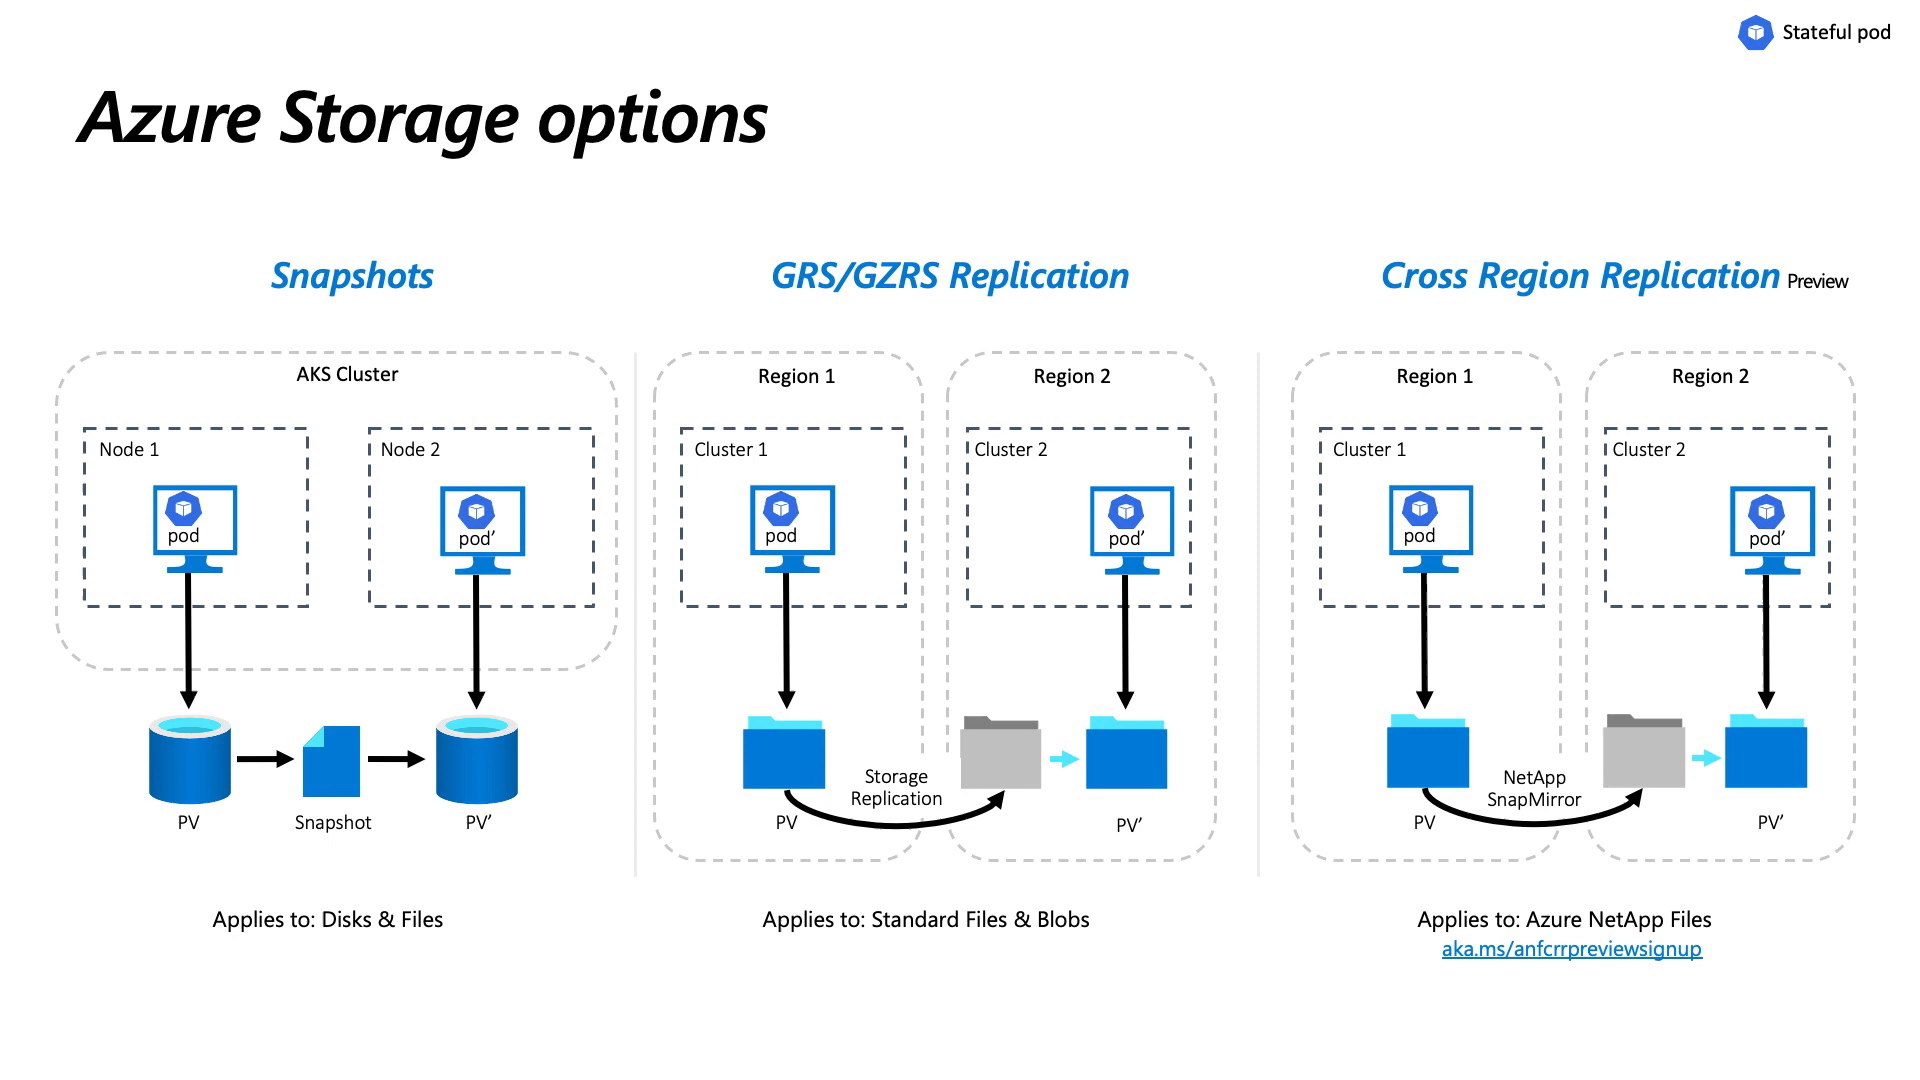 Stateful pod
Azure Storage options
Snapshots
AKS Cluster
Node 1
Node 2
pod
pod’
PV
Snapshot
PV’
Applies to: Disks & Files
GRS/GZRS Replication
Region 1
Region 2
Cluster 1
Cluster 2
pod
pod’
Storage
Replication
PV
PV’
Applies to: Standard Files & Blobs
Cross Region Replication Preview
Region 1
Region 2
Cluster 1
Cluster 2
pod
pod’
NetApp
SnapMirror
PV
PV’
Applies to: Azure NetApp Files
aka.ms/anfcrrpreviewsignup